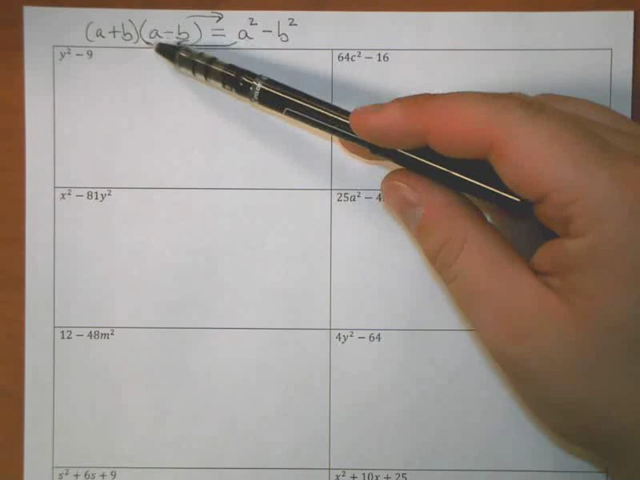 (a+b)(a-b) = a² - b²
y² − 9
64c² − 16
x² − 81y²
25a² − 4
12 − 48m²
4y² − 64
s² + 6s + 9
x² + 10x + 25